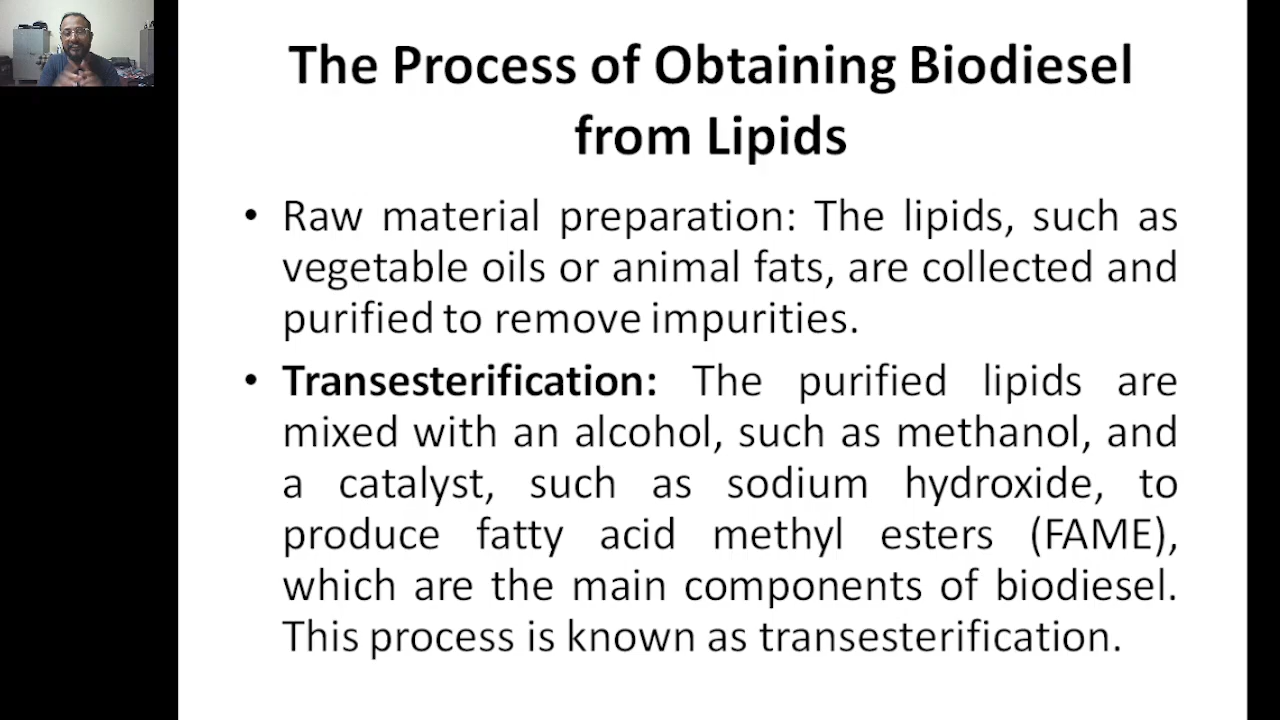 The Process of Obtaining Biodiesel
from Lipids
• Raw material preparation: The lipids, such as
vegetable oils or animal fats, are collected and
purified to remove impurities.
• Transesterification: The purified lipids are
mixed with an alcohol, such as methanol, and
a catalyst, such as sodium hydroxide, to
produce fatty acid methyl esters (FAME),
which are the main components of biodiesel.
This process is known as transesterification.